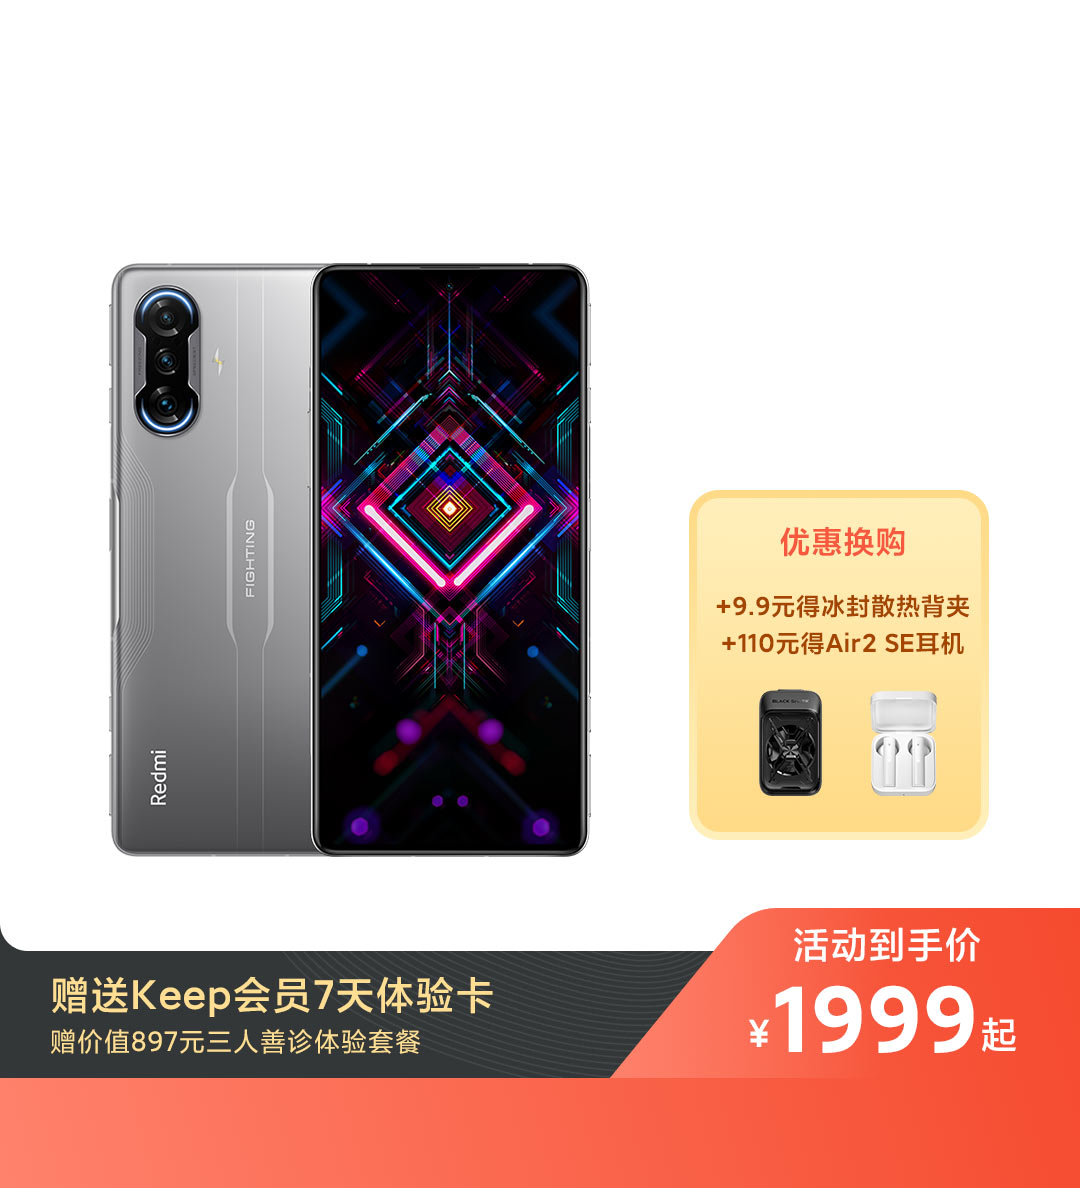 FIGHTING
Redmi
优惠换购
+9.9元得冰封散热背夹
+110元得Air2 SE耳机
BLACK SHARK
赠送Keep会员7天体验卡
赠价值897元三人善诊体验套餐
活动到手价
¥1999起